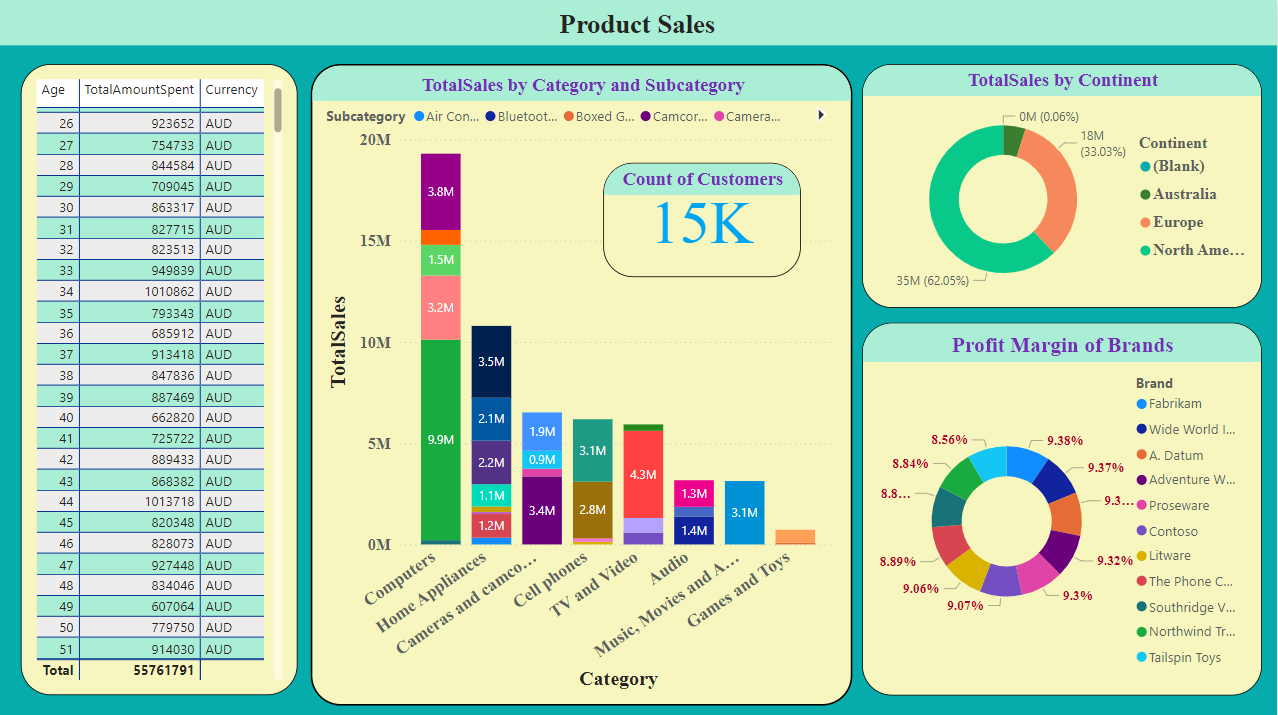 Product Sales
Age TotalAmountSpent Currency
26 923652 AUD
27 754733 AUD
28 844584 AUD
29 709045 AUD
30 863317 AUD
31 827715 AUD
32 823513 AUD
33 949839 AUD
34 1010862 AUD
35 793343 AUD
36 685912 AUD
37 913418 AUD
38 847836 AUD
39 887469 AUD
40 662820 AUD
41 725722 AUD
42 889433 AUD
43 868382 AUD
44 1013718 AUD
45 820348 AUD
46 828073 AUD
47 927448 AUD
48 834046 AUD
49 607064 AUD
50 779750 AUD
51 914030 AUD
Total 55761791
TotalSales by Category and Subcategory
Subcategory Air Con... Bluetoot... Boxed G... Camcor... Camera...
20M
15M
10M
5M
0M
TotalSales
3.8M
1.5M
3.2M
9.9M
3.5M
2.1M
2.2M
1.1M
1.2M
1.9M
0.9M
3.4M
3.1M
2.8M
4.3M
1.3M
1.4M
3.1M
Computers
Home Appliances
Cameras and camco...
Cell phones
TV and Video
Audio
Music, Movies and A...
Games and Toys
Category
Count of Customers
15K
TotalSales by Continent
0M (0.06%)
18M
(33.03%)
35M (62.05%)
Continent
(Blank)
Australia
Europe
North Ame...
Profit Margin of Brands
9.38%
9.37%
9.3...
9.32%
9.3%
9.07%
9.06%
8.89%
8.8...
8.84%
8.56%
Brand
Fabrikam
Wide World I...
A. Datum
Adventure W...
Proseware
Contoso
Litware
The Phone C...
Southridge V...
Northwind Tr...
Tailspin Toys